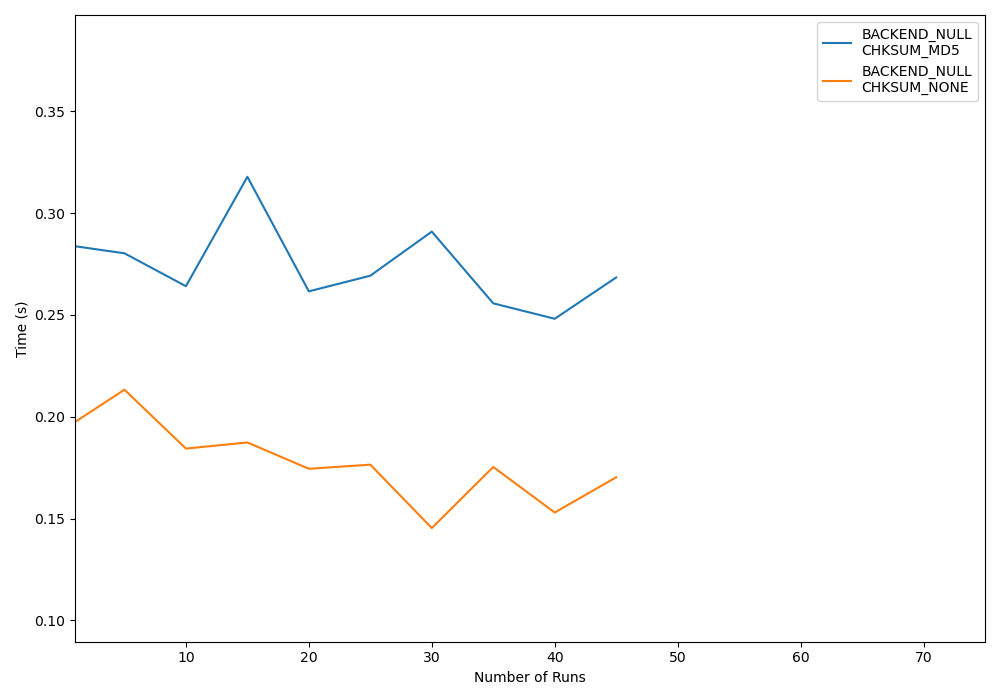 BACKEND_NULL
CHKSUM_MD5
BACKEND_NULL
CHKSUM_NONE
0.35
0.30
0.25
0.20
0.15
0.10
Time (s)
10 20 30 40 50 60 70
Number of Runs